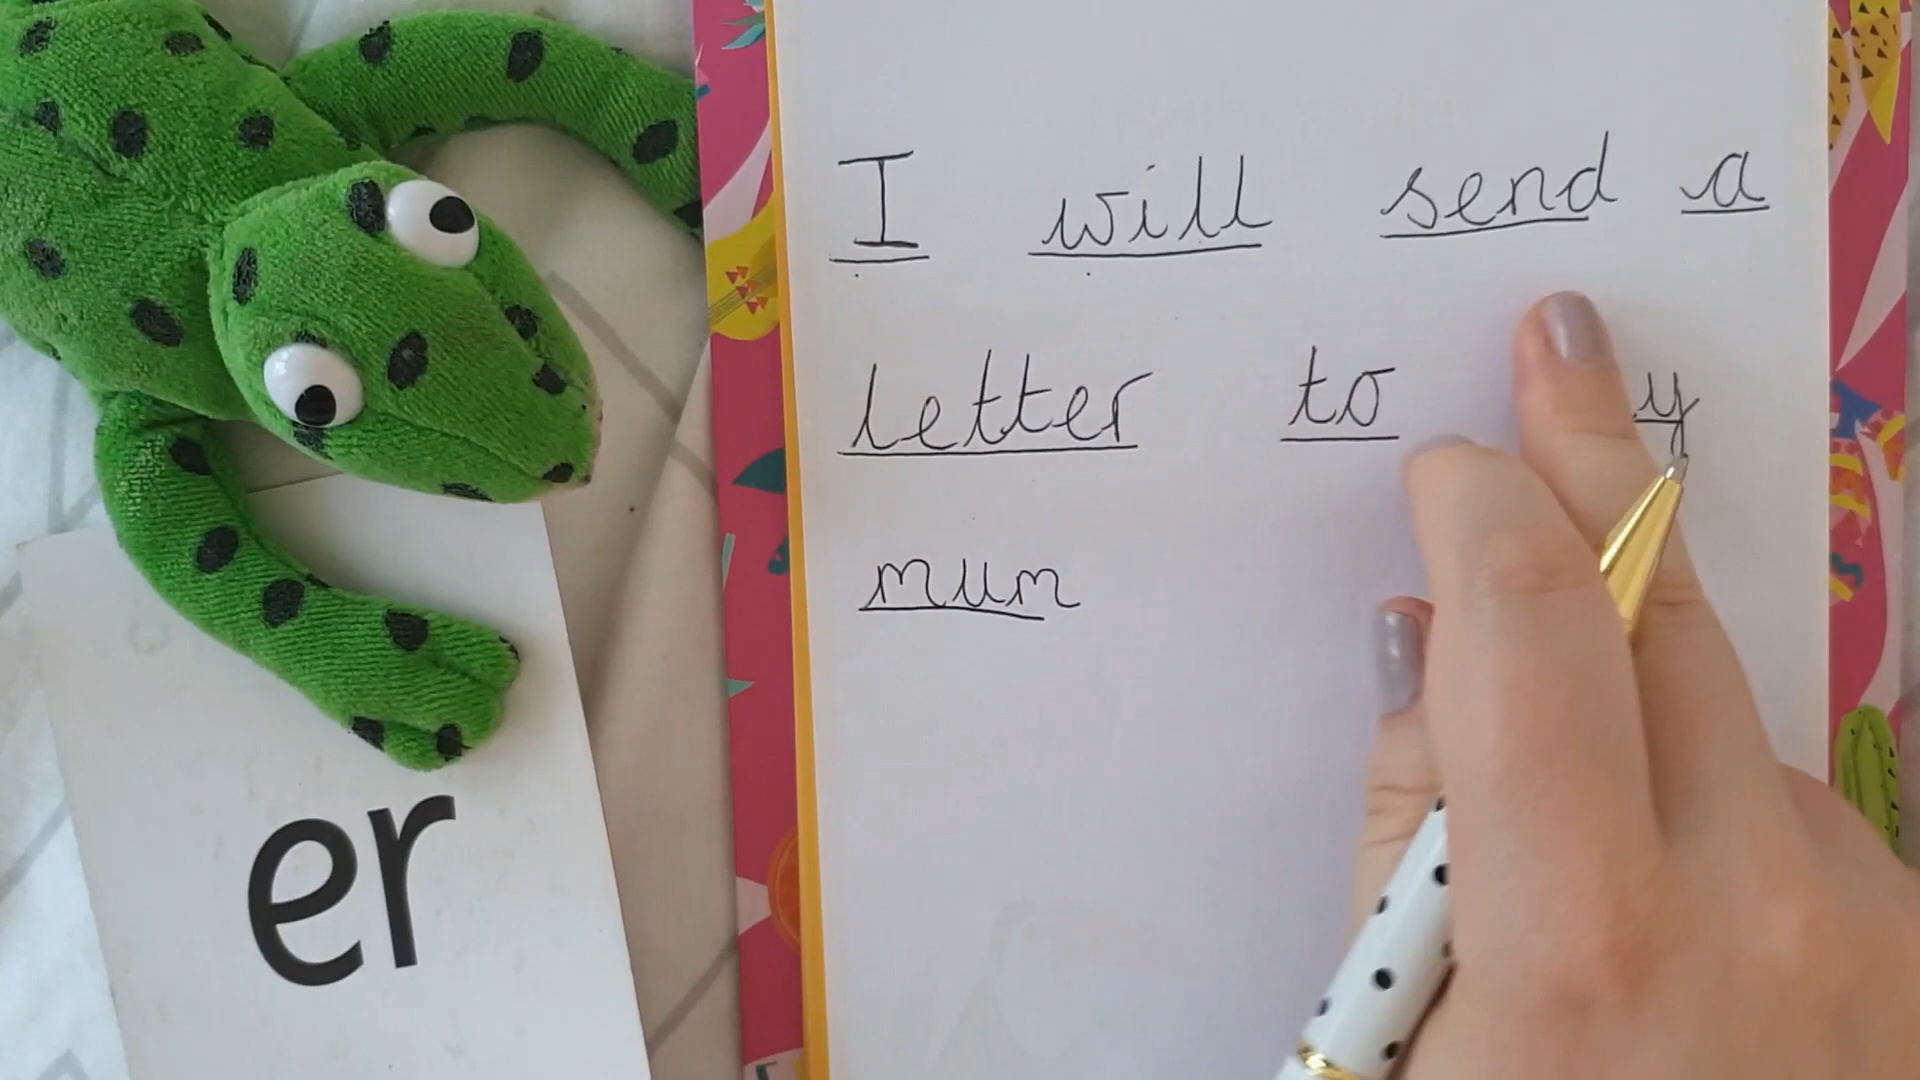 I will send a
letter to y
mum
er